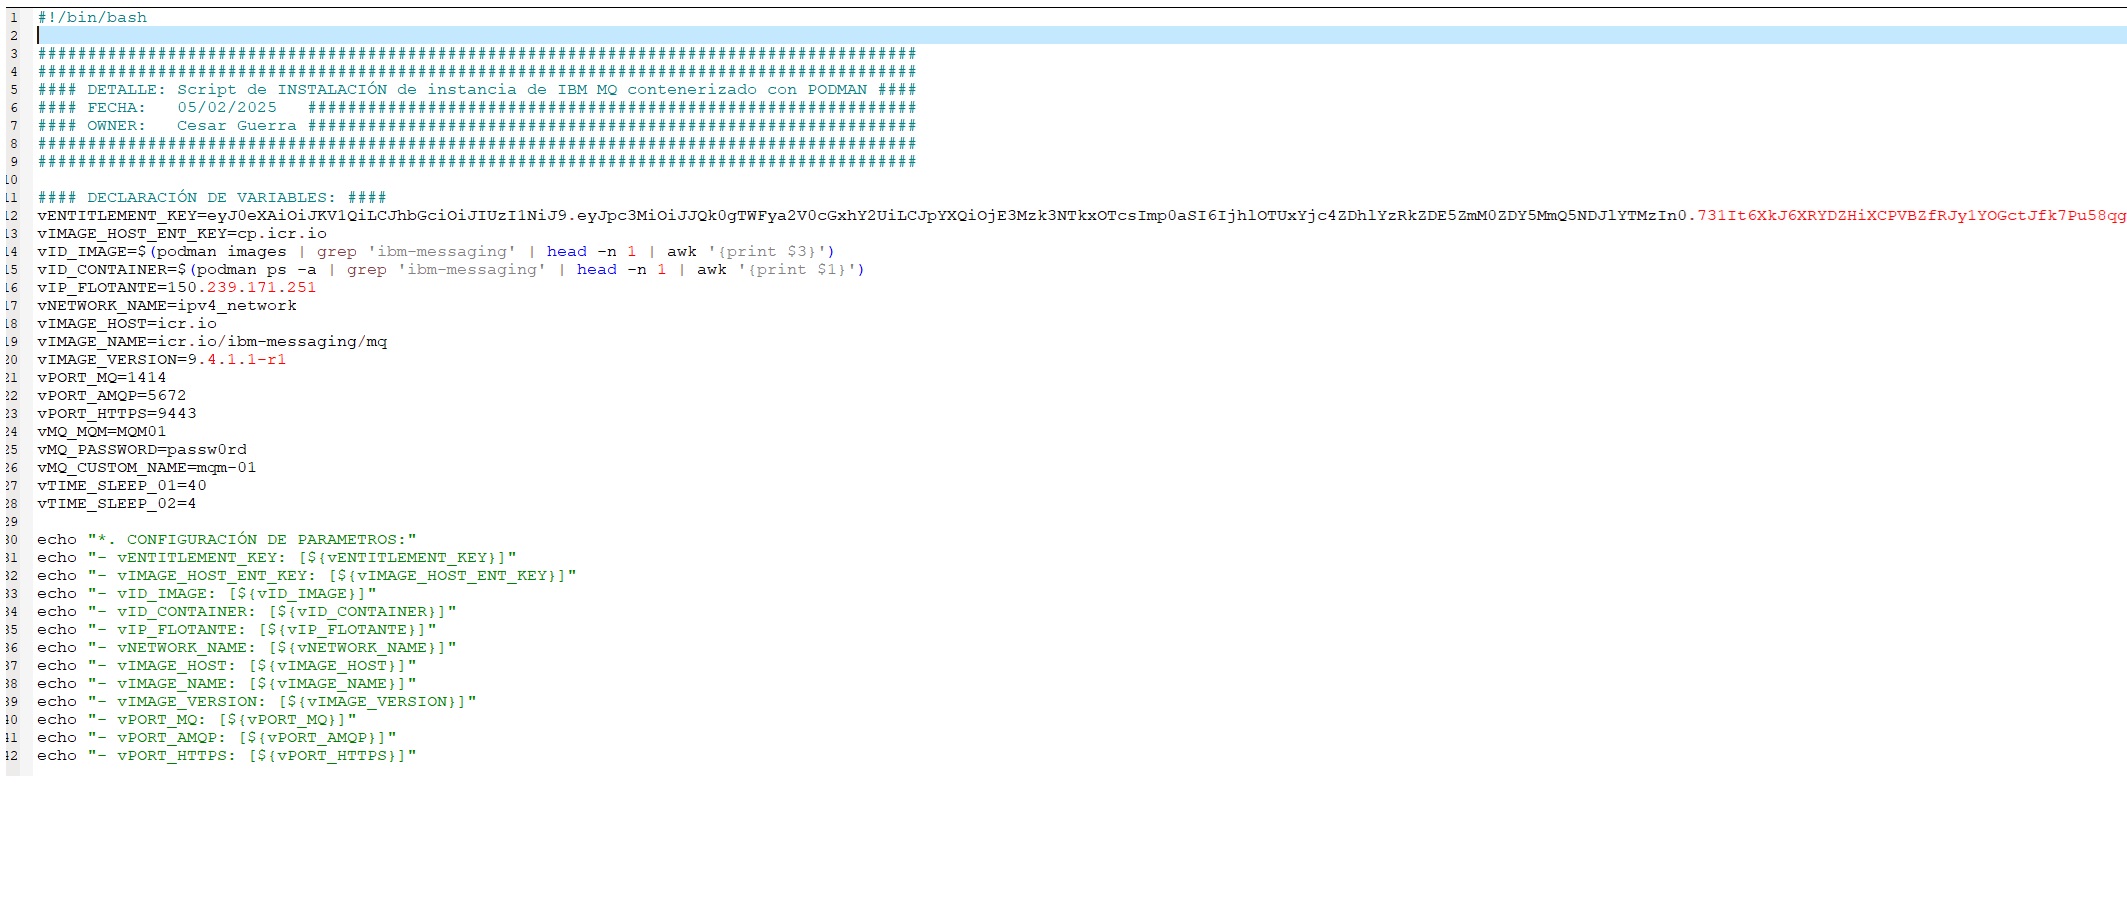 1 #!/bin/bash
2
3 ########################################################################################
4 ########################################################################################
5 #### DETALLE: Script de INSTALACIÓN de instancia de IBM MQ contenerizado con PODMAN ####
6 #### FECHA:   05/02/2025   #############################################################
7 #### OWNER:   Cesar Guerra #############################################################
8 ########################################################################################
9 ########################################################################################
10
11 #### DECLARACIÓN DE VARIABLES: ####
12 vENTITLEMENT_KEY=eyJ0eXAiOiJKV1QiLCJhbGciOiJIUzI1NiJ9.eyJpc3MiOiJJQk0gTWFya2V0cGxhY2UiLCJpYXQiOjE3Mzk3NTkxOTcsImp0aSI6IjhlOTUxYjc4ZDhlYzRkZDE5ZmM0ZDY5MmQ5NDJlYTMzIn0.731It6XkJ6XRYDZHiXCPVBZfRJy1YOGctJfk7Pu58qg
13 vIMAGE_HOST_ENT_KEY=cp.icr.io
14 vID_IMAGE=$(podman images | grep 'ibm-messaging' | head -n 1 | awk '{print $3}')
15 vID_CONTAINER=$(podman ps -a | grep 'ibm-messaging' | head -n 1 | awk '{print $1}')
16 vIP_FLOTANTE=150.239.171.251
17 vNETWORK_NAME=ipv4_network
18 vIMAGE_HOST=icr.io
19 vIMAGE_NAME=icr.io/ibm-messaging/mq
20 vIMAGE_VERSION=9.4.1.1-r1
21 vPORT_MQ=1414
22 vPORT_AMQP=5672
23 vPORT_HTTPS=9443
24 vMQ_MQM=MQM01
25 vMQ_PASSWORD=passw0rd
26 vMQ_CUSTOM_NAME=mqm-01
27 vTIME_SLEEP_01=40
28 vTIME_SLEEP_02=4
29
30 echo "*. CONFIGURACIÓN DE PARAMETROS:"
31 echo "- vENTITLEMENT_KEY: [${vENTITLEMENT_KEY}]"
32 echo "- vIMAGE_HOST_ENT_KEY: [${vIMAGE_HOST_ENT_KEY}]"
33 echo "- vID_IMAGE: [${vID_IMAGE}]"
34 echo "- vID_CONTAINER: [${vID_CONTAINER}]"
35 echo "- vIP_FLOTANTE: [${vIP_FLOTANTE}]"
36 echo "- vNETWORK_NAME: [${vNETWORK_NAME}]"
37 echo "- vIMAGE_HOST: [${vIMAGE_HOST}]"
38 echo "- vIMAGE_NAME: [${vIMAGE_NAME}]"
39 echo "- vIMAGE_VERSION: [${vIMAGE_VERSION}]"
40 echo "- vPORT_MQ: [${vPORT_MQ}]"
41 echo "- vPORT_AMQP: [${vPORT_AMQP}]"
42 echo "- vPORT_HTTPS: [${vPORT_HTTPS}]"